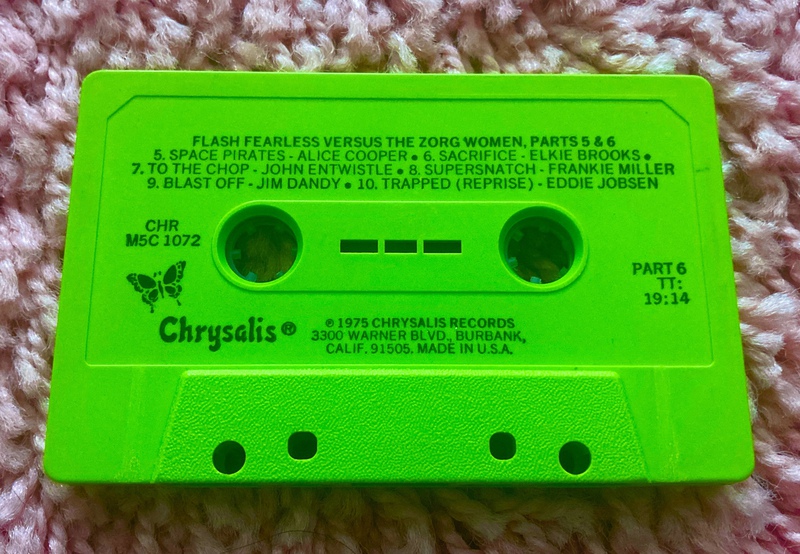 FLASH FEARLESS VERSUS THE ZORG WOMEN, PARTS 5 & 6
5. SPACE PIRATES - ALICE COOPER • 6. SACRIFICE - ELKIE BROOKS •
7. TO THE CHOP - JOHN ENTWISTLE • 8. SUPERSNATCH - FRANKIE MILLER
9. BLAST OFF - JIM DANDY • 10. TRAPPED (REPRISE) - EDDIE JOBSEN
CHR
M5C 1072
PART 6
TT:
19:14
Chrysalis ®
℗ 1975 CHRYSALIS RECORDS
3300 WARNER BLVD., BURBANK,
CALIF. 91505. MADE IN U.S.A.